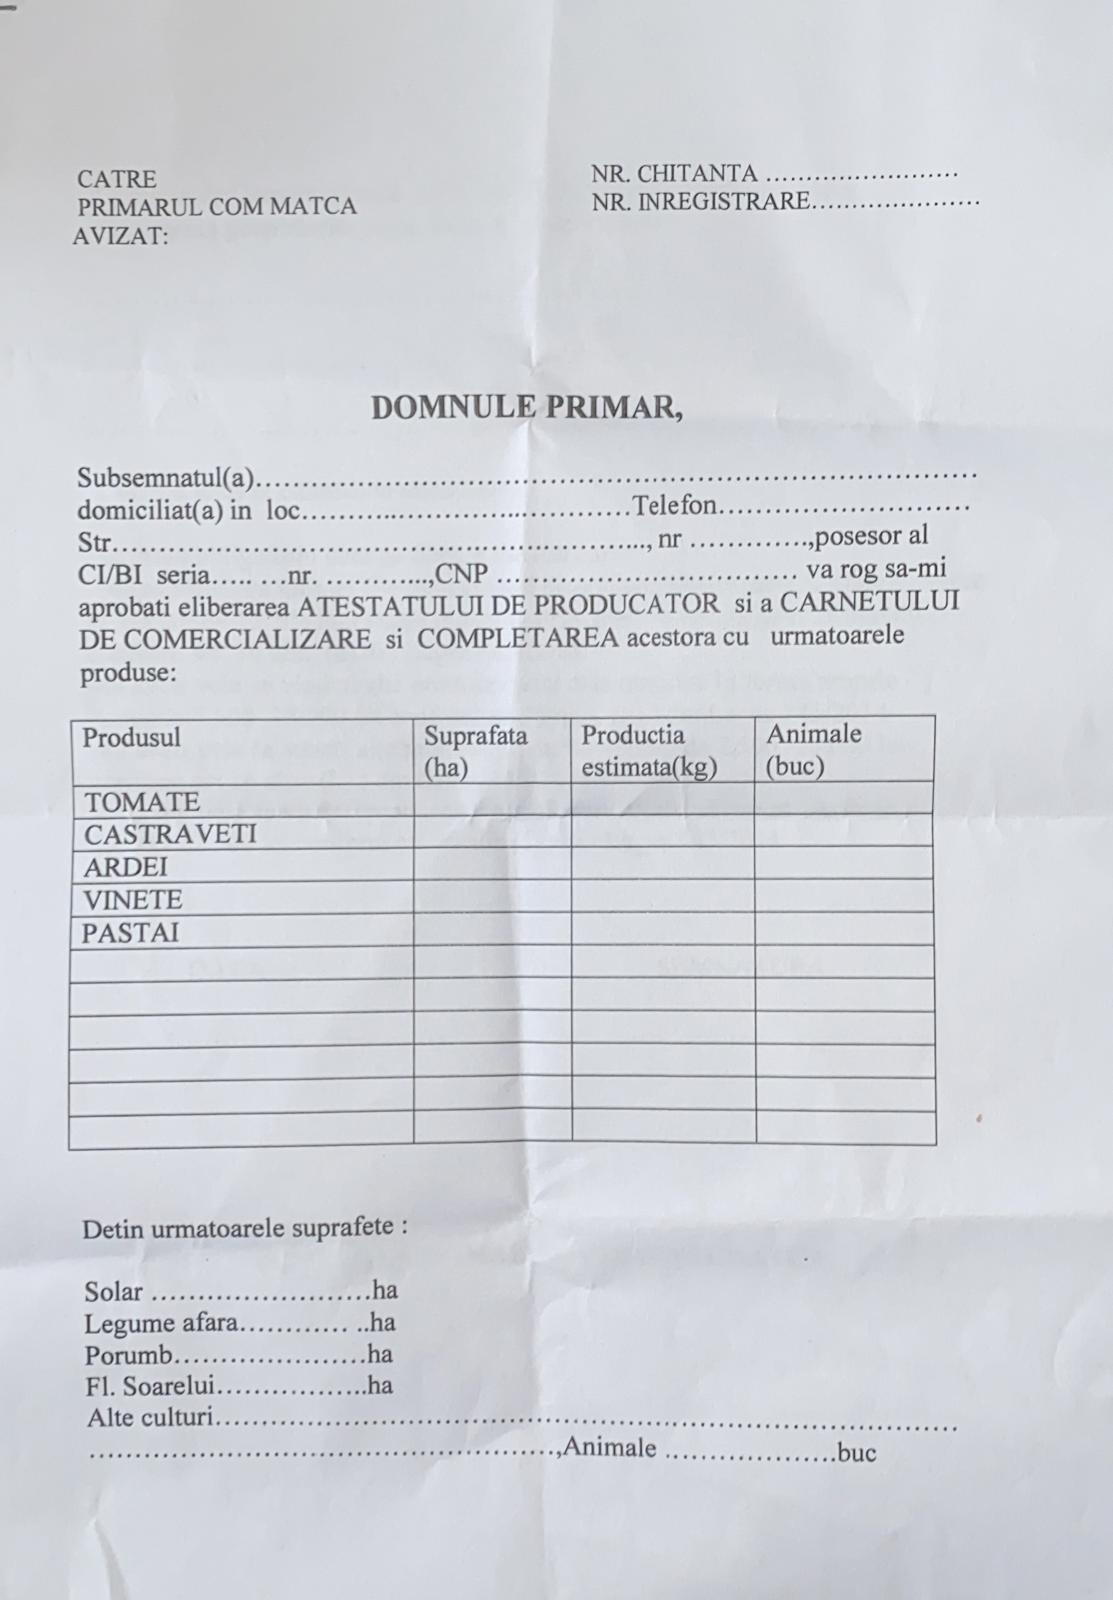 CATRE
PRIMARUL COM MATCA
AVIZAT:
NR. CHITANTA ........................
NR. INREGISTRARE.....................
DOMNULE PRIMAR,
Subsemnatul(a)..............................................................................
domiciliat(a) in loc....................................Telefon...........................
Str.........................................................., nr .............,posesor al
CI/BI seria.........nr. ............,CNP ................................. va rog sa-mi
aprobati eliberarea ATESTATULUI DE PRODUCATOR si a CARNETULUI
DE COMERCIALIZARE si COMPLETAREA acestora cu urmatoarele
produse:
Produsul Suprafata (ha) Productia estimata(kg) Animale (buc)
TOMATE
CASTRAVETI
ARDEI
VINETE
PASTAI
Detin urmatoarele suprafete :
Solar ........................ha
Legume afara............ ..ha
Porumb.....................ha
Fl. Soarelui.................ha
Alte culturi................................................................................
..................................................,Animale ...................buc